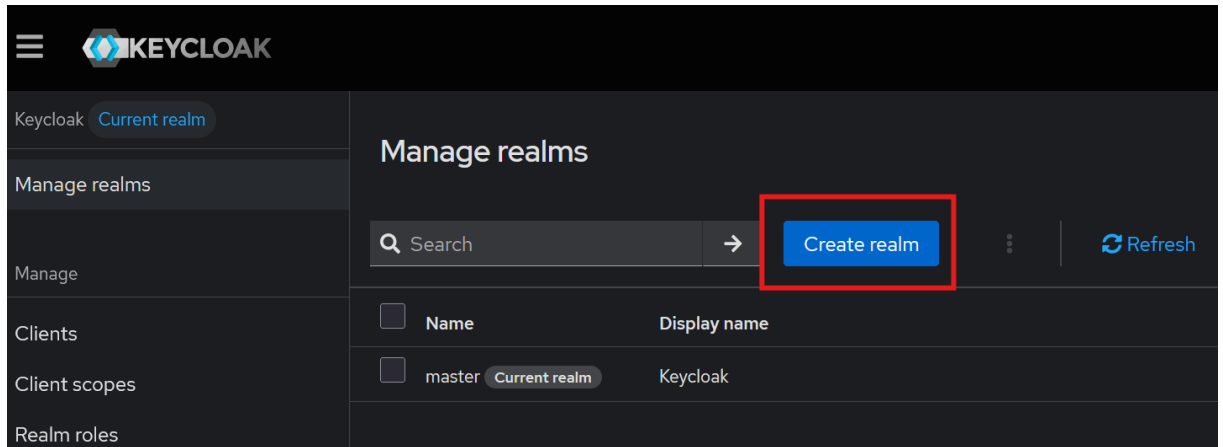 KEYCLOAK
Keycloak Current realm
Manage realms
Manage
Clients
Client scopes
Realm roles
Manage realms
Search
Create realm
Refresh
Name Display name
master Current realm Keycloak